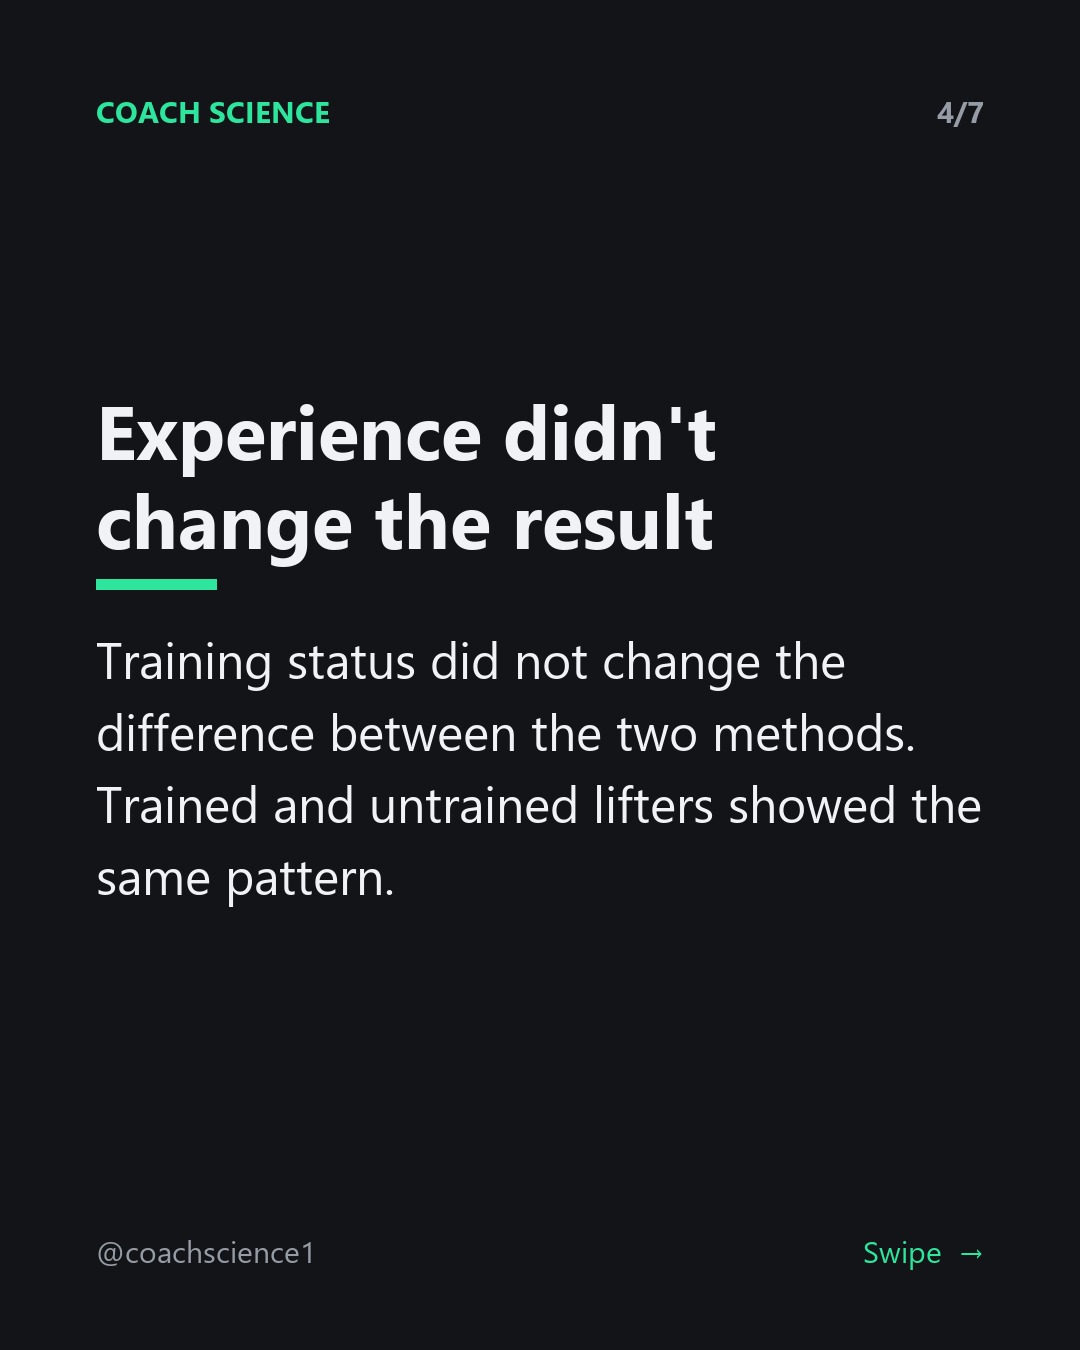 COACH SCIENCE
4/7
Experience didn't
change the result
Training status did not change the
difference between the two methods.
Trained and untrained lifters showed the
same pattern.
@coachscience1
Swipe →